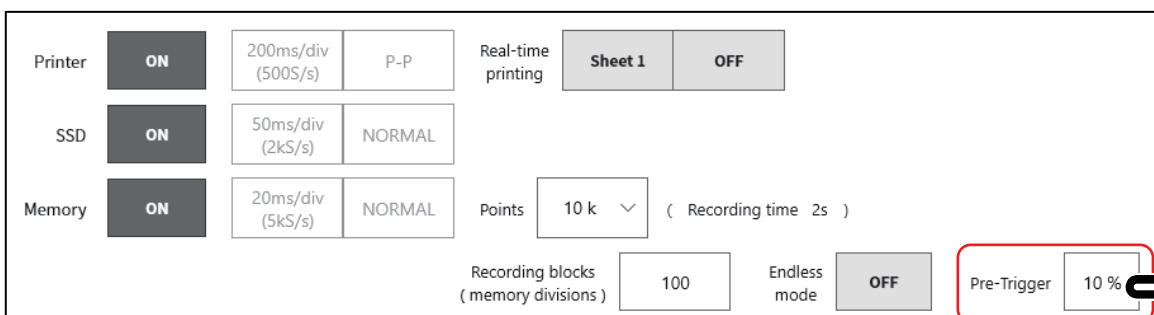 Printer ON 200ms/div (500S/s) P-P Real-time printing Sheet 1 OFF
SSD ON 50ms/div (2kS/s) NORMAL
Memory ON 20ms/div (5kS/s) NORMAL Points 10 k ( Recording time 2s )
Recording blocks ( memory divisions ) 100 Endless mode OFF Pre-Trigger 10 %